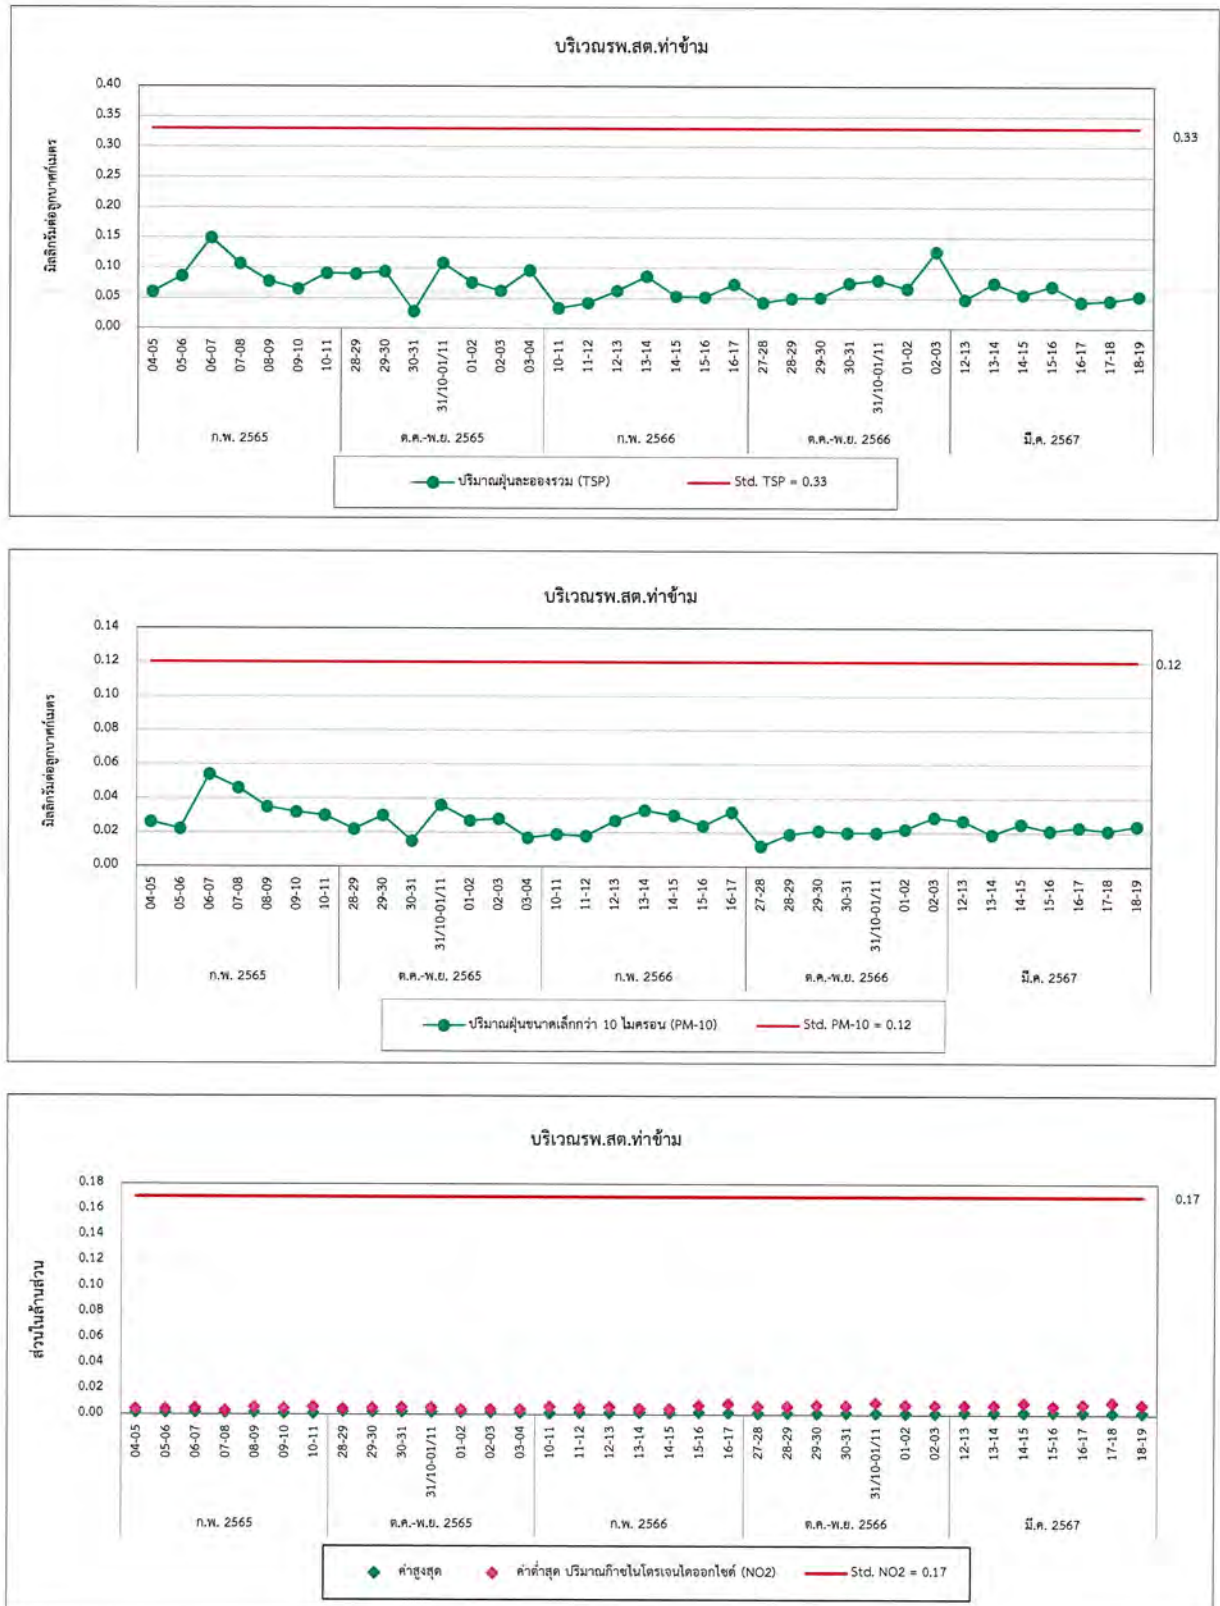 บริเวณรพ.สต.ท่าข้าม
มิลลิกรัมต่อลูกบาศก์เมตร
0.40
0.35
0.30
0.25
0.20
0.15
0.10
0.05
0.00
0.33
04-05 05-06 06-07 07-08 08-09 09-10 10-11 28-29 29-30 30-31 31/10-01/11 01-02 02-03 03-04 10-11 11-12 12-13 13-14 14-15 15-16 16-17 27-28 28-29 29-30 30-31 31/10-01/11 01-02 02-03 12-13 13-14 14-15 15-16 16-17 17-18 18-19
ก.พ. 2565 ต.ค.-พ.ย. 2565 ก.พ. 2566 ต.ค.-พ.ย. 2566 มี.ค. 2567
ปริมาณฝุ่นละอองรวม (TSP) Std. TSP = 0.33
บริเวณรพ.สต.ท่าข้าม
มิลลิกรัมต่อลูกบาศก์เมตร
0.14
0.12
0.10
0.08
0.06
0.04
0.02
0.00
0.12
04-05 05-06 06-07 07-08 08-09 09-10 10-11 28-29 29-30 30-31 31/10-01/11 01-02 02-03 03-04 10-11 11-12 12-13 13-14 14-15 15-16 16-17 27-28 28-29 29-30 30-31 31/10-01/11 01-02 02-03 12-13 13-14 14-15 15-16 16-17 17-18 18-19
ก.พ. 2565 ต.ค.-พ.ย. 2565 ก.พ. 2566 ต.ค.-พ.ย. 2566 มี.ค. 2567
ปริมาณฝุ่นขนาดเล็กกว่า 10 ไมครอน (PM-10) Std. PM-10 = 0.12
บริเวณรพ.สต.ท่าข้าม
ส่วนในล้านส่วน
0.18
0.16
0.14
0.12
0.10
0.08
0.06
0.04
0.02
0.00
0.17
04-05 05-06 06-07 07-08 08-09 09-10 10-11 28-29 29-30 30-31 31/10-01/11 01-02 02-03 03-04 10-11 11-12 12-13 13-14 14-15 15-16 16-17 27-28 28-29 29-30 30-31 31/10-01/11 01-02 02-03 12-13 13-14 14-15 15-16 16-17 17-18 18-19
ก.พ. 2565 ต.ค.-พ.ย. 2565 ก.พ. 2566 ต.ค.-พ.ย. 2566 มี.ค. 2567
ค่าสูงสุด ค่าต่ำสุด ปริมาณก๊าซไนโตรเจนไดออกไซด์ (NO2) Std. NO2 = 0.17